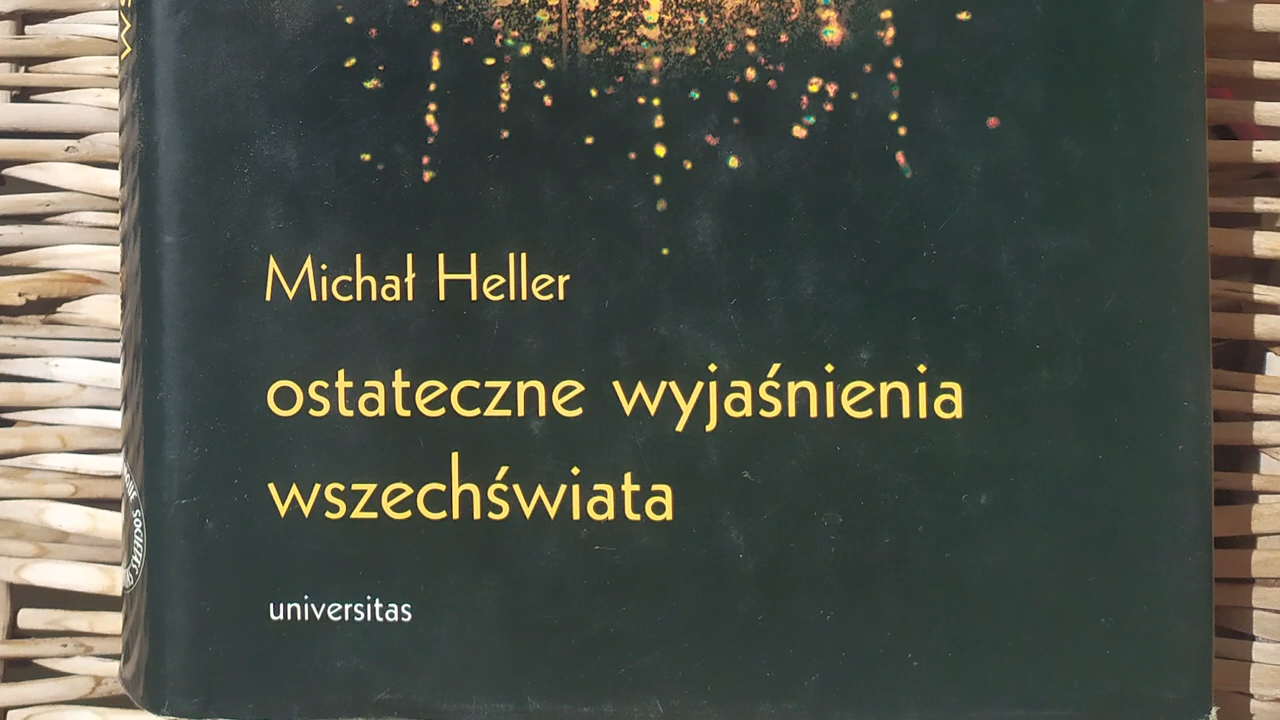 Michał Heller
ostateczne wyjaśnienia
wszechświata
universitas